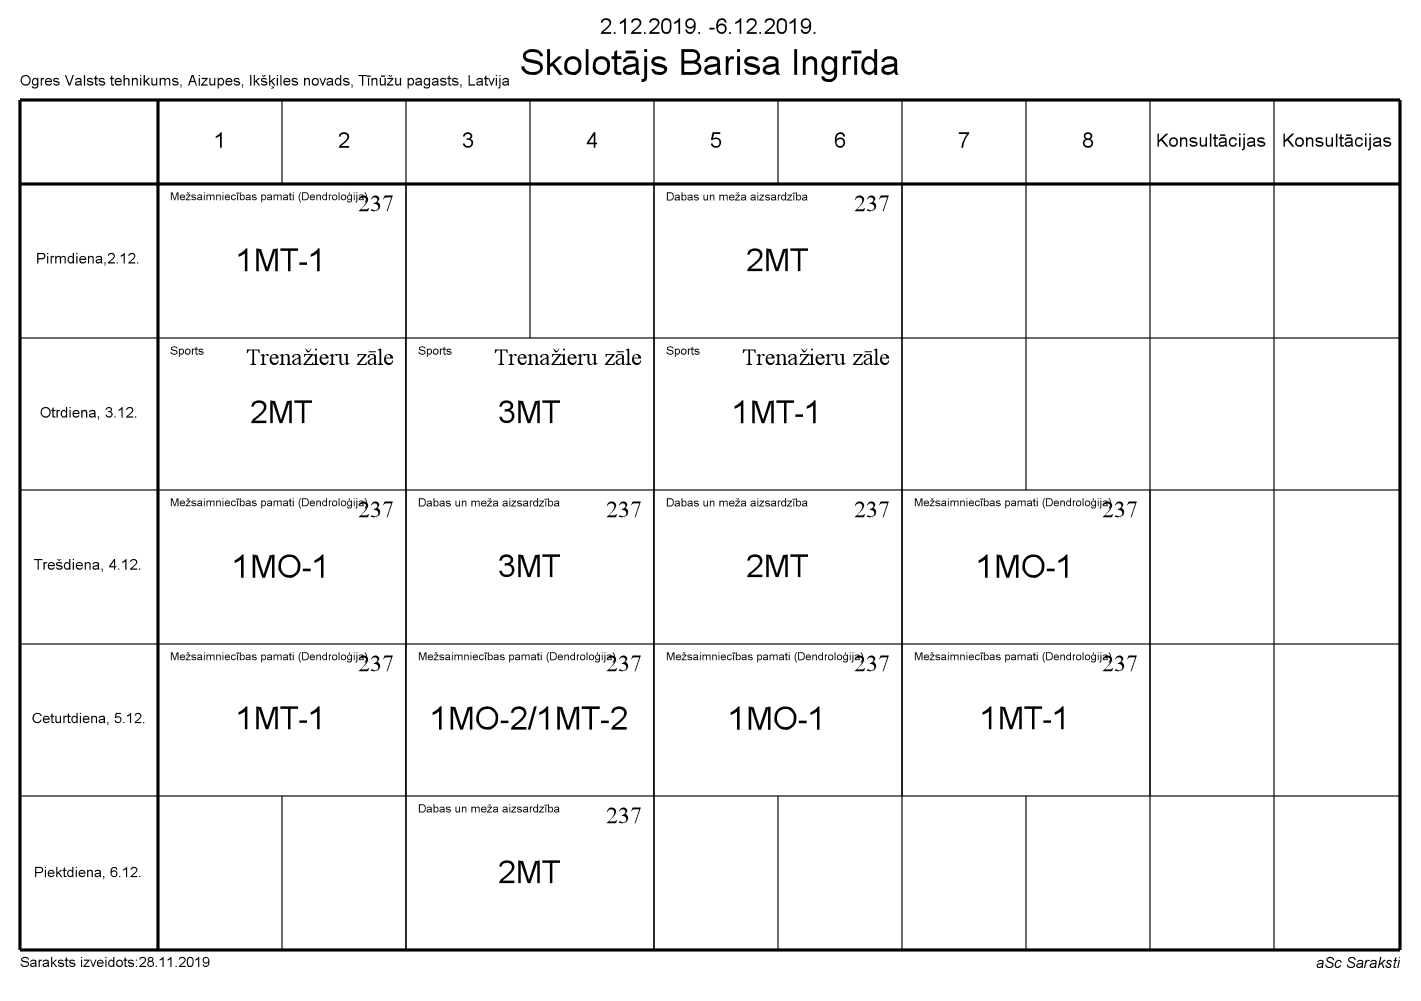 2.12.2019. -6.12.2019.
Skolotājs Barisa Ingrīda
Ogres Valsts tehnikums, Aizupes, Ikšķiles novads, Tīnūžu pagasts, Latvija
1 2 3 4 5 6 7 8 Konsultācijas Konsultācijas
Mežsaimniecības pamati (Dendroloģija) 237 Dabas un meža aizsardzība 237
Pirmdiena,2.12. 1MT-1 2MT
Sports Trenažieru zāle Sports Trenažieru zāle Sports Trenažieru zāle
Otrdiena, 3.12. 2MT 3MT 1MT-1
Mežsaimniecības pamati (Dendroloģija) 237 Dabas un meža aizsardzība 237 Dabas un meža aizsardzība 237 Mežsaimniecības pamati (Dendroloģija) 237
Trešdiena, 4.12. 1MO-1 3MT 2MT 1MO-1
Mežsaimniecības pamati (Dendroloģija) 237 Mežsaimniecības pamati (Dendroloģija) 237 Mežsaimniecības pamati (Dendroloģija) 237 Mežsaimniecības pamati (Dendroloģija) 237
Ceturtdiena, 5.12. 1MT-1 1MO-2/1MT-2 1MO-1 1MT-1
Dabas un meža aizsardzība 237
Piektdiena, 6.12. 2MT
Saraksts izveidots:28.11.2019 aSc Saraksti